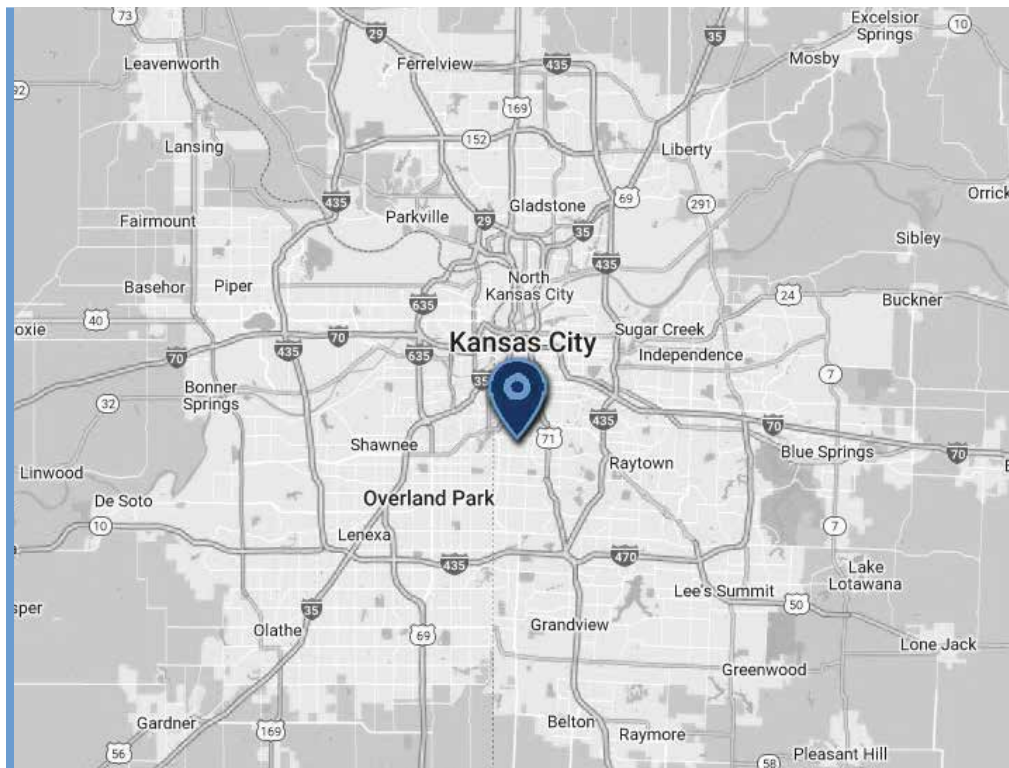 73
29
35
Excelsior
Springs
10
Leavenworth
Ferrelview
435
Mosby
92
169
152
Lansing
Liberty
435
69
291
Orrick
Fairmount
Parkville
29
Gladstone
35
Sibley
435
Basehor
Piper
North
Kansas City
635
24
Buckner
oxie
40
70
Sugar Creek
Kansas City
70
435
635
Independence
35
7
Bonner
Springs
32
435
70
71
Shawnee
Blue Springs
70
Linwood
Raytown
De Soto
Overland Park
10
Lenexa
7
435
470
Lake
Lotawana
Lee's Summit
50
sper
35
Olathe
69
Grandview
Lone Jack
Greenwood
Gardner
169
Belton
Raymore
56
58
Pleasant Hill